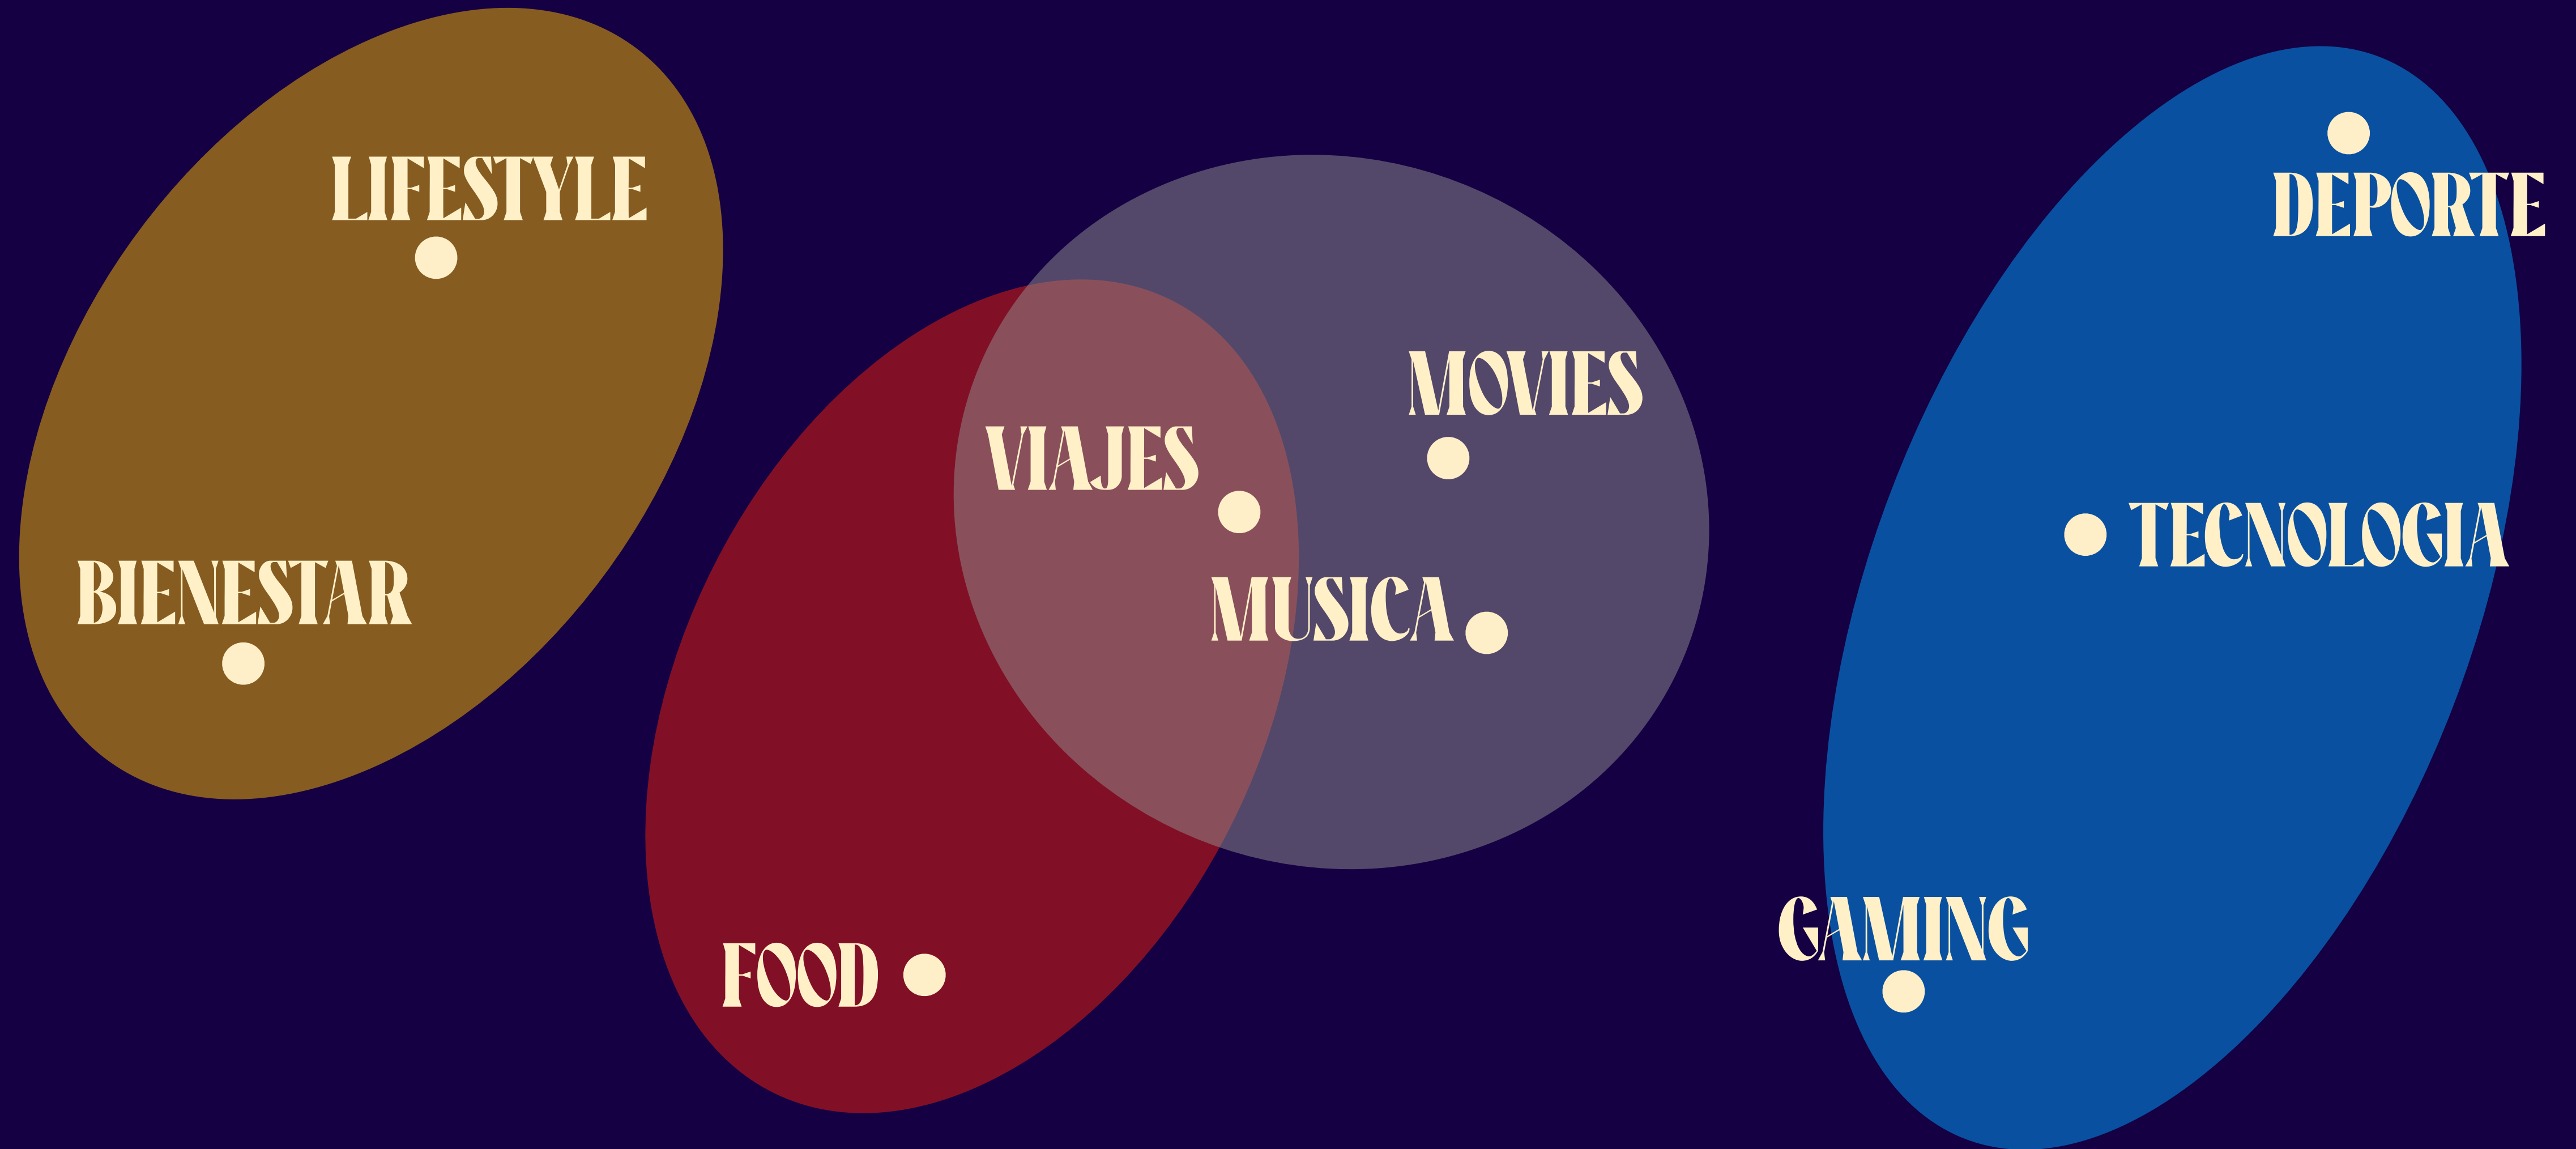 LIFESTYLE
BIENESTAR
VIAJES
MOVIES
MUSICA
FOOD
DEPORTE
TECNOLOGIA
GAMING